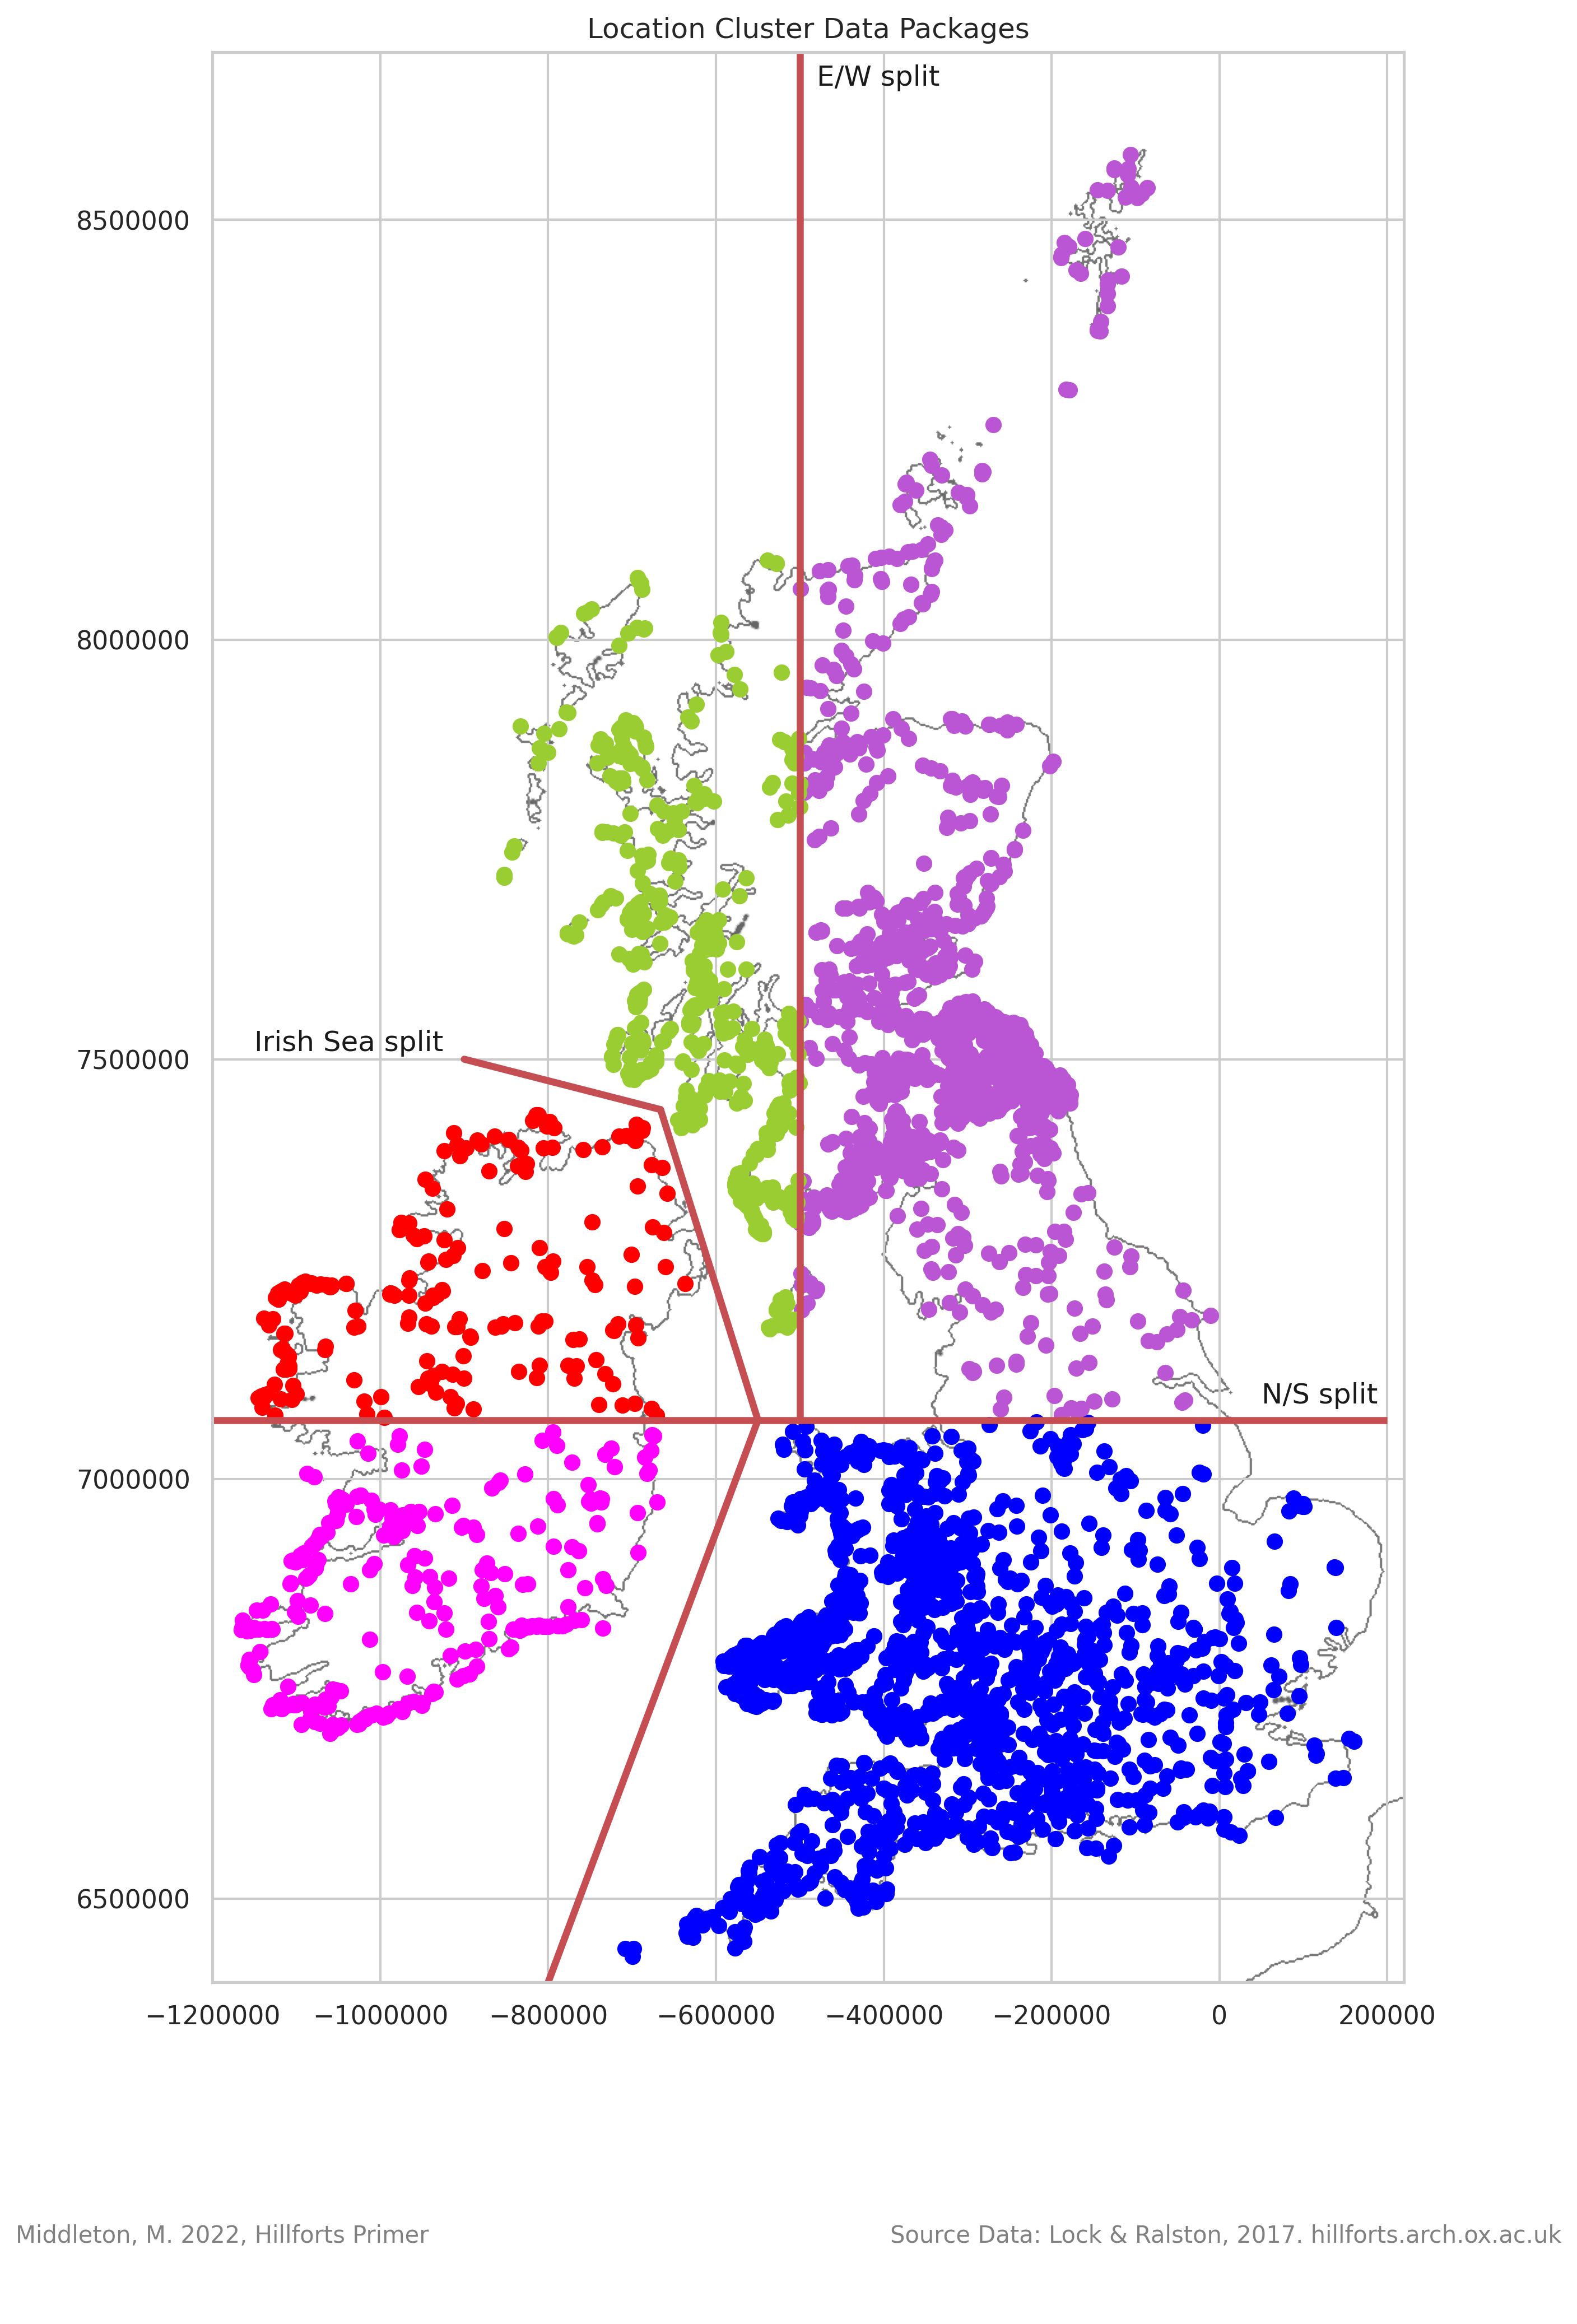 Location Cluster Data Packages
E/W split
8500000
8000000
Irish Sea split
7500000
N/S split
7000000
6500000
−1200000 −1000000 −800000 −600000 −400000 −200000 0 200000
Middleton, M. 2022, Hillforts Primer
Source Data: Lock & Ralston, 2017. hillforts.arch.ox.ac.uk